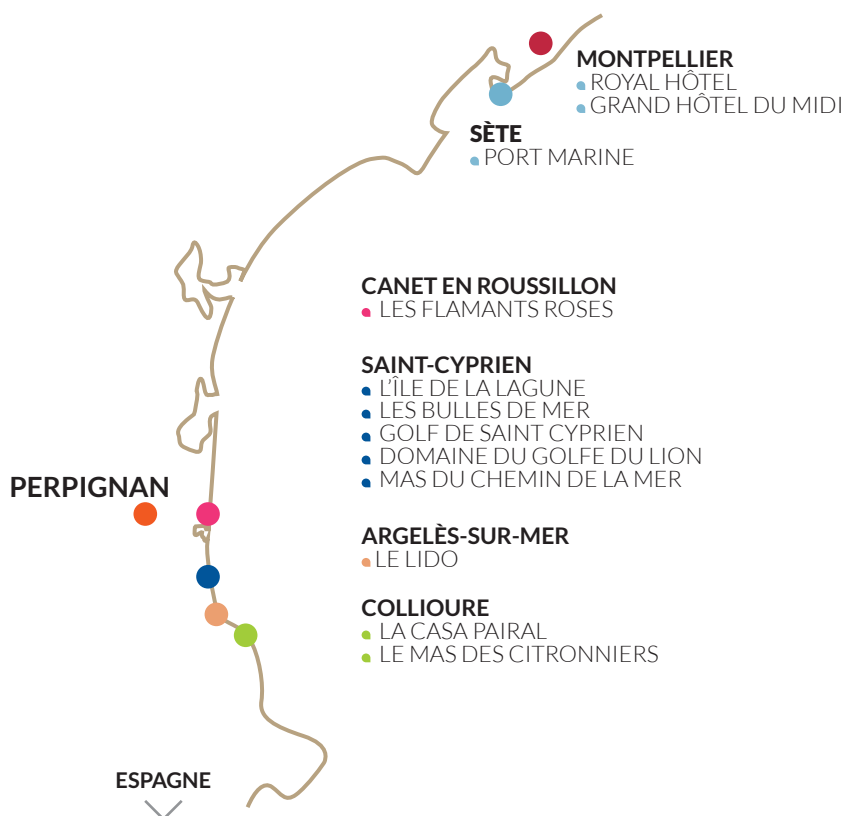 MONTPELLIER
ROYAL HÔTEL
GRAND HÔTEL DU MIDI
SÈTE
PORT MARINE
CANET EN ROUSSILLON
LES FLAMANTS ROSES
SAINT-CYPRIEN
L'ÎLE DE LA LAGUNE
LES BULLES DE MER
GOLF DE SAINT CYPRIEN
DOMAINE DU GOLFE DU LION
MAS DU CHEMIN DE LA MER
PERPIGNAN
ARGELÈS-SUR-MER
LE LIDO
COLLIOURE
LA CASA PAIRAL
LE MAS DES CITRONNIERS
ESPAGNE